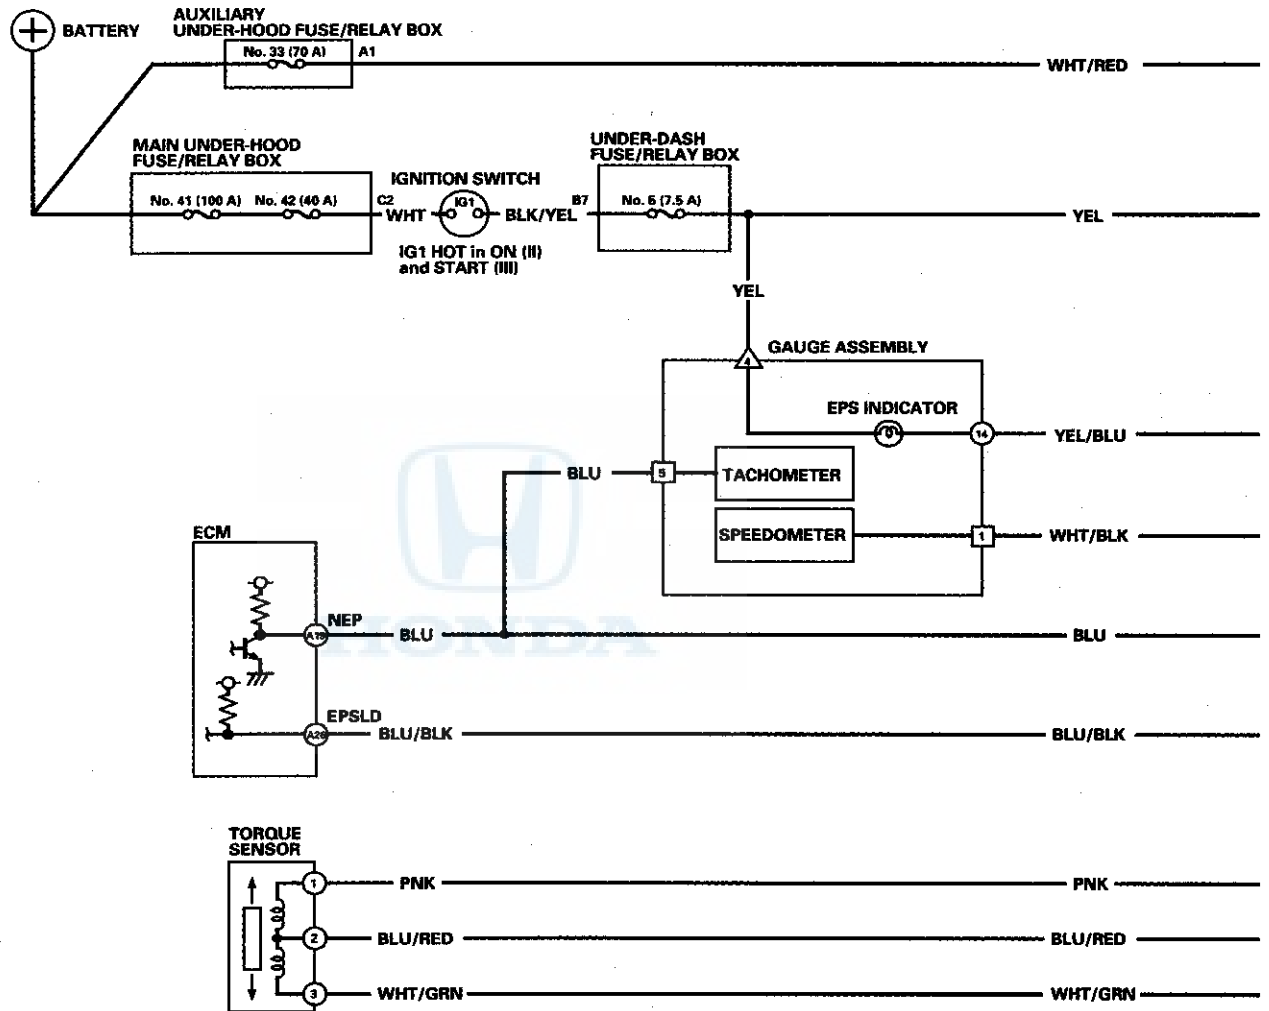 AUXILIARY
UNDER-HOOD FUSE/RELAY BOX
BATTERY
No. 33 (70 A)
A1
WHT/RED
MAIN UNDER-HOOD
FUSE/RELAY BOX
No. 41 (100 A)
No. 42 (40 A)
C2
WHT
IGNITION SWITCH
IG1
BLK/YEL
IG1 HOT in ON (II)
and START (III)
UNDER-DASH
FUSE/RELAY BOX
B7
No. 6 (7.5 A)
YEL
YEL
4
GAUGE ASSEMBLY
EPS INDICATOR
14
YEL/BLU
BLU
5
TACHOMETER
SPEEDOMETER
1
WHT/BLK
ECM
NEP
A19
BLU
BLU
EPSLD
A26
BLU/BLK
BLU/BLK
HONDA
TORQUE
SENSOR
1
PNK
PNK
2
BLU/RED
BLU/RED
3
WHT/GRN
WHT/GRN